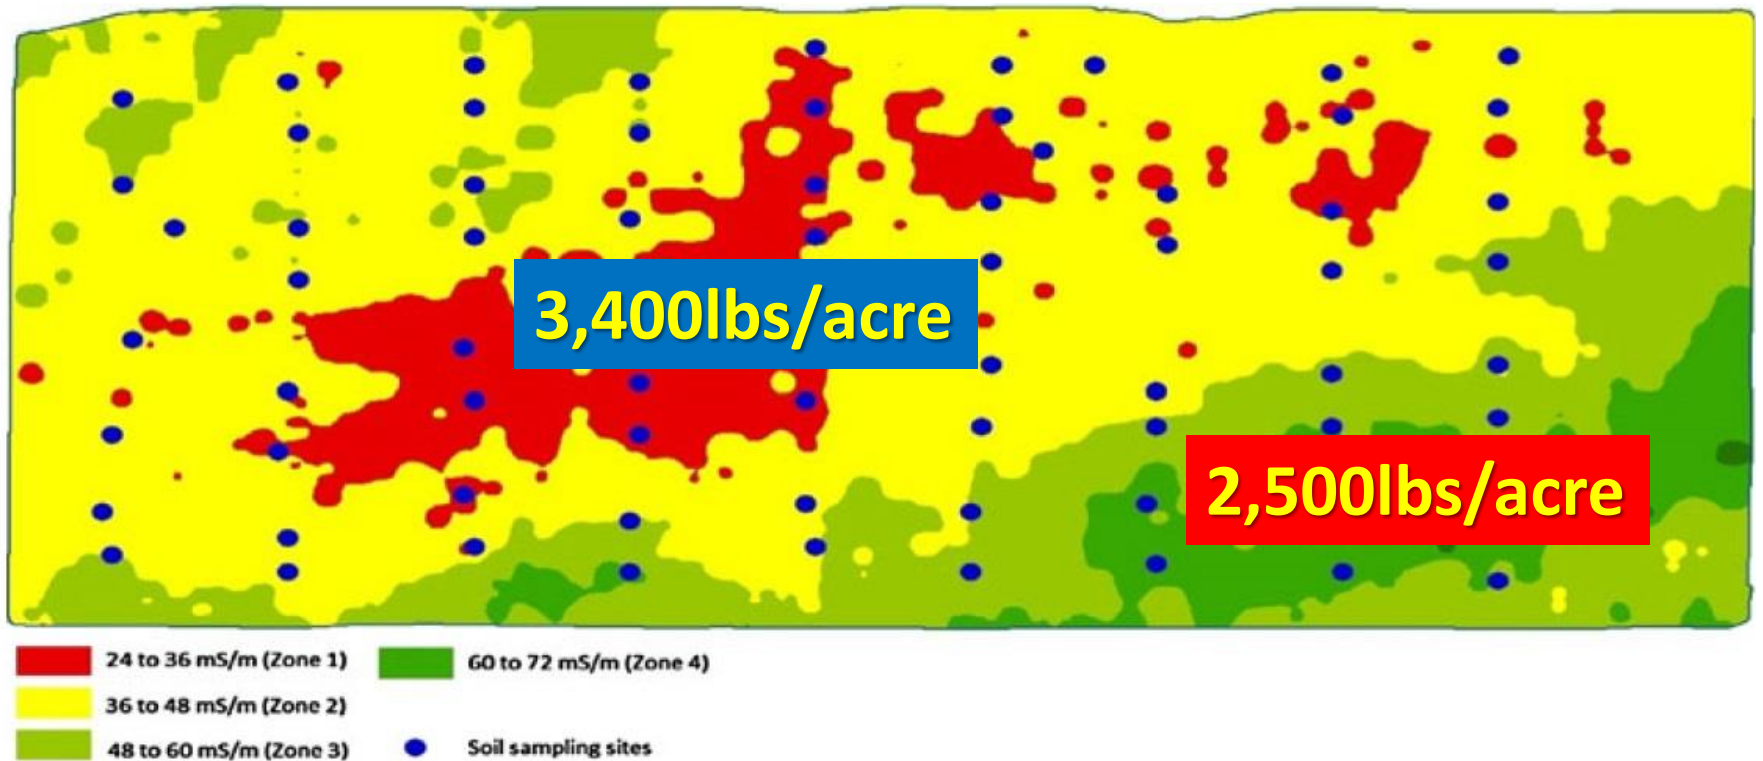 3,400lbs/acre
2,500lbs/acre
24 to 36 mS/m (Zone 1)
60 to 72 mS/m (Zone 4)
36 to 48 mS/m (Zone 2)
48 to 60 mS/m (Zone 3)
Soil sampling sites